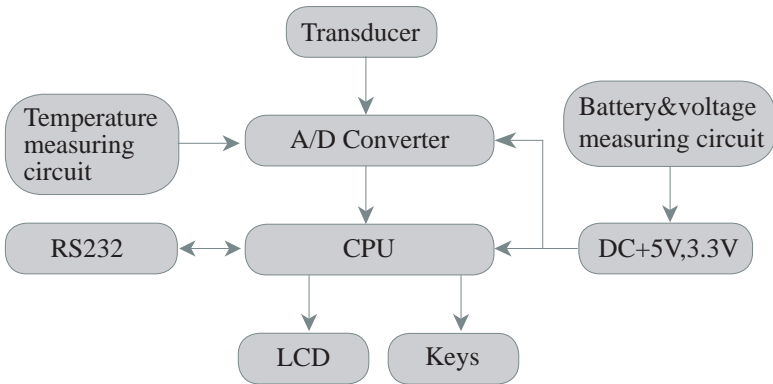 Transducer
Temperature
measuring
circuit
A/D Converter
Battery&voltage
measuring circuit
RS232
CPU
DC+5V,3.3V
LCD
Keys